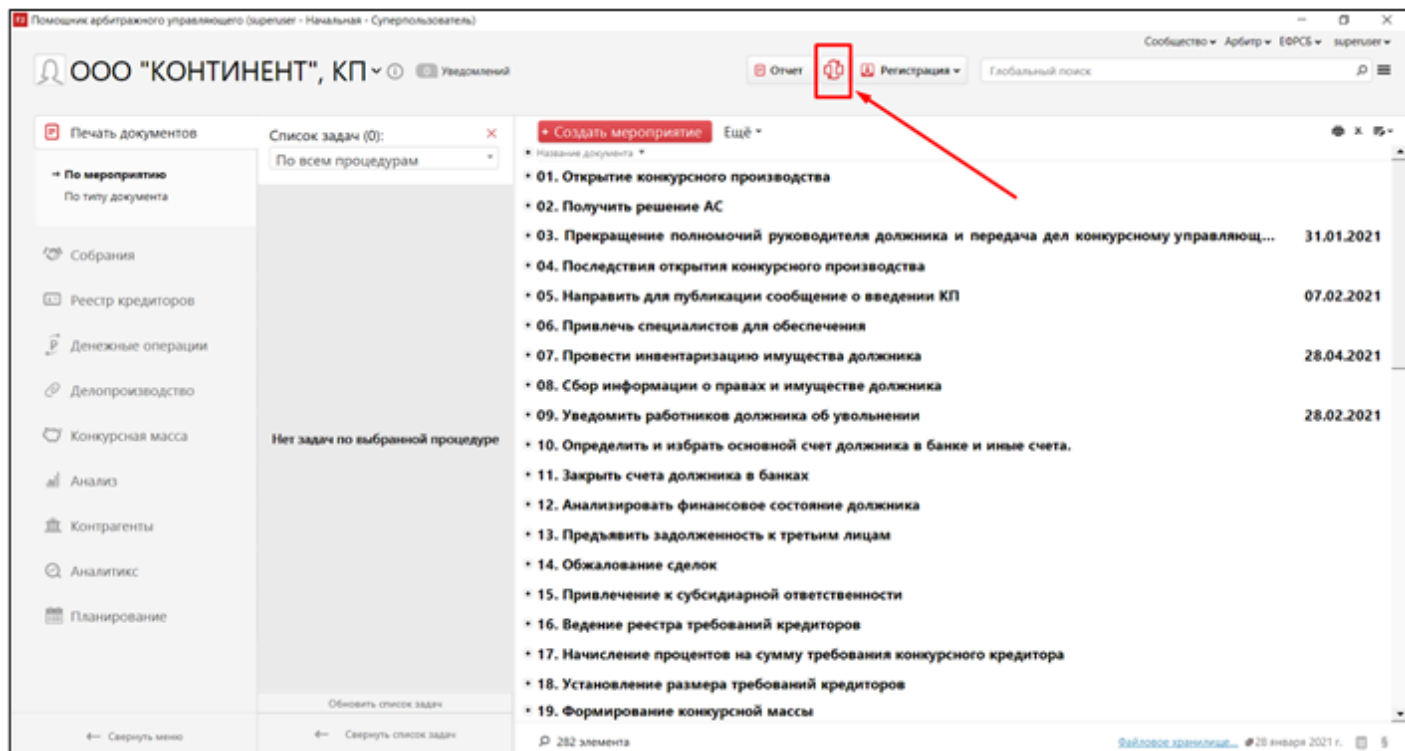 Помощник арбитражного управляющего (superuser - Начальная - Суперпользователь)
Сообщество Арбитр ЕФРСБ superuser
ООО "КОНТИНЕНТ", КП
0 Уведомлений
Отчет
Регистрация
Глобальный поиск
Печать документов
→ По мероприятию
По типу документа
Собрания
Реестр кредиторов
Денежные операции
Делопроизводство
Конкурсная масса
Анализ
Контрагенты
Аналитикс
Планирование
← Свернуть меню
Список задач (0):
По всем процедурам
Нет задач по выбранной процедуре
Обновить список задач
← Свернуть список задач
+ Создать мероприятие Ещё
Название документа
01. Открытие конкурсного производства
02. Получить решение АС
03. Прекращение полномочий руководителя должника и передача дел конкурсному управляющ... 31.01.2021
04. Последствия открытия конкурсного производства
05. Направить для публикации сообщение о введении КП 07.02.2021
06. Привлечь специалистов для обеспечения
07. Провести инвентаризацию имущества должника 28.04.2021
08. Сбор информации о правах и имуществе должника
09. Уведомить работников должника об увольнении 28.02.2021
10. Определить и избрать основной счет должника в банке и иные счета.
11. Закрыть счета должника в банках
12. Анализировать финансовое состояние должника
13. Предъявить задолженность к третьим лицам
14. Обжалование сделок
15. Привлечение к субсидиарной ответственности
16. Ведение реестра требований кредиторов
17. Начисление процентов на сумму требования конкурсного кредитора
18. Установление размера требований кредиторов
19. Формирование конкурсной массы
282 элемента
Файловое хранилище... #28 января 2021 г. §